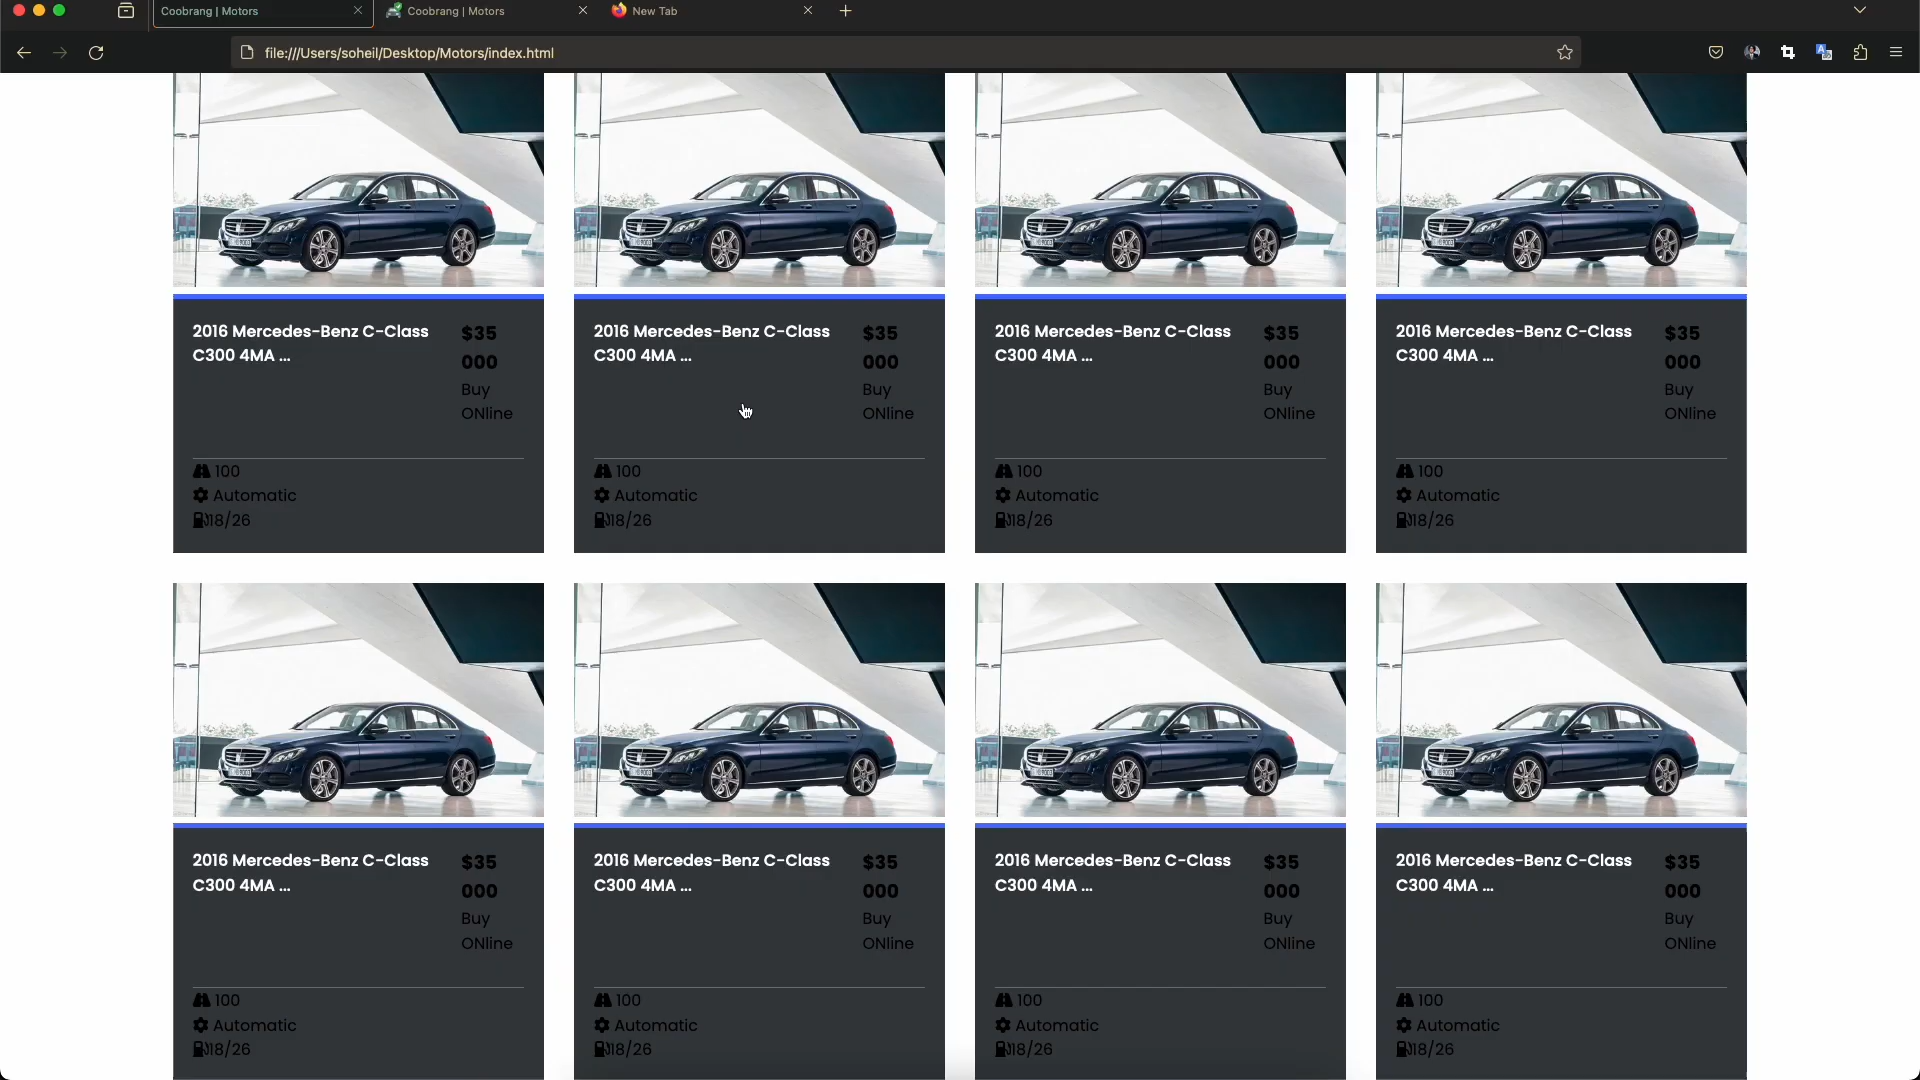 Coobrang | Motors
Coobrang | Motors
New Tab
file:///Users/soheil/Desktop/Motors/index.html
2016 Mercedes-Benz C-Class
C300 4MA ...
$35
000
Buy
ONline
100
Automatic
18/26
2016 Mercedes-Benz C-Class
C300 4MA ...
$35
000
Buy
ONline
100
Automatic
18/26
2016 Mercedes-Benz C-Class
C300 4MA ...
$35
000
Buy
ONline
100
Automatic
18/26
2016 Mercedes-Benz C-Class
C300 4MA ...
$35
000
Buy
ONline
100
Automatic
18/26
2016 Mercedes-Benz C-Class
C300 4MA ...
$35
000
Buy
ONline
100
Automatic
18/26
2016 Mercedes-Benz C-Class
C300 4MA ...
$35
000
Buy
ONline
100
Automatic
18/26
2016 Mercedes-Benz C-Class
C300 4MA ...
$35
000
Buy
ONline
100
Automatic
18/26
2016 Mercedes-Benz C-Class
C300 4MA ...
$35
000
Buy
ONline
100
Automatic
18/26